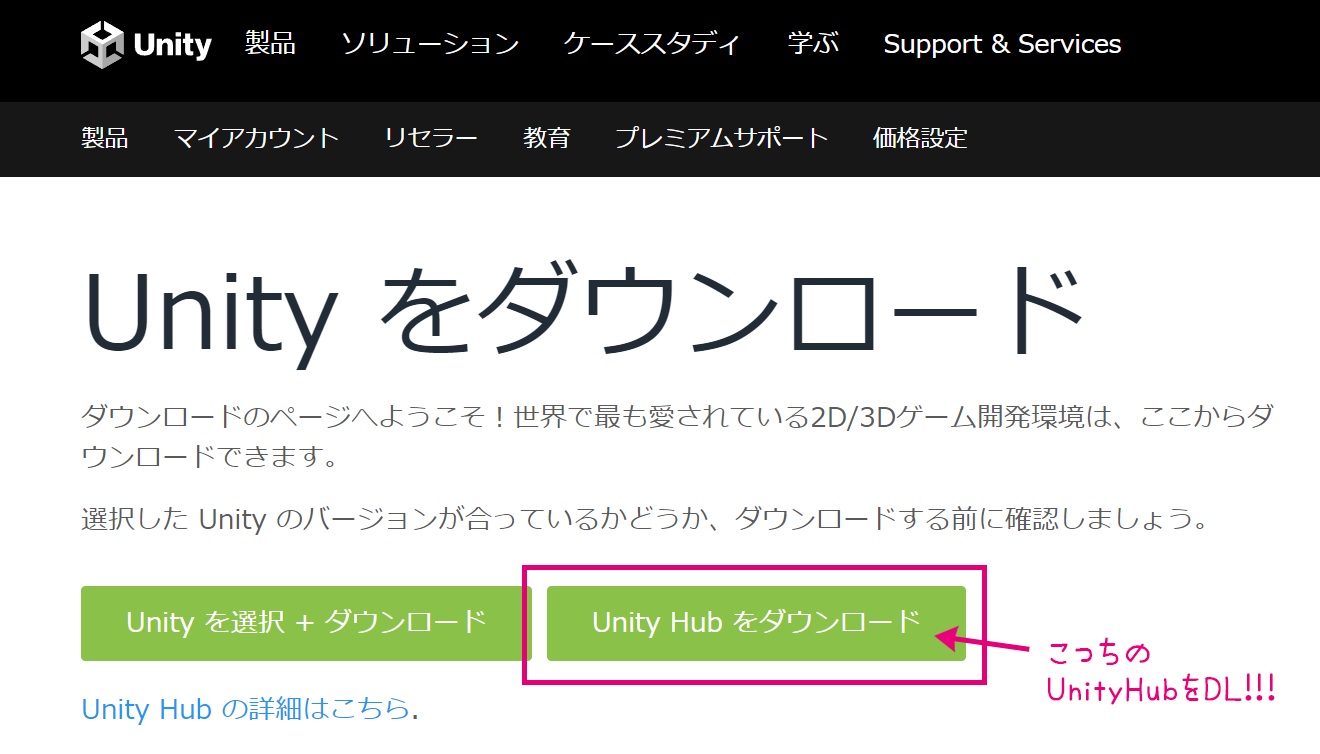 Unity 製品 ソリューション ケーススタディ 学ぶ Support & Services
製品 マイアカウント リセラー 教育 プレミアムサポート 価格設定
Unity をダウンロード
ダウンロードのページへようこそ！世界で最も愛されている2D/3Dゲーム開発環境は、ここからダ
ウンロードできます。
選択した Unity のバージョンが合っているかどうか、ダウンロードする前に確認しましょう。
Unity を選択 + ダウンロード Unity Hub をダウンロード
こっちの
UnityHubをDL!!!
Unity Hub の詳細はこちら.